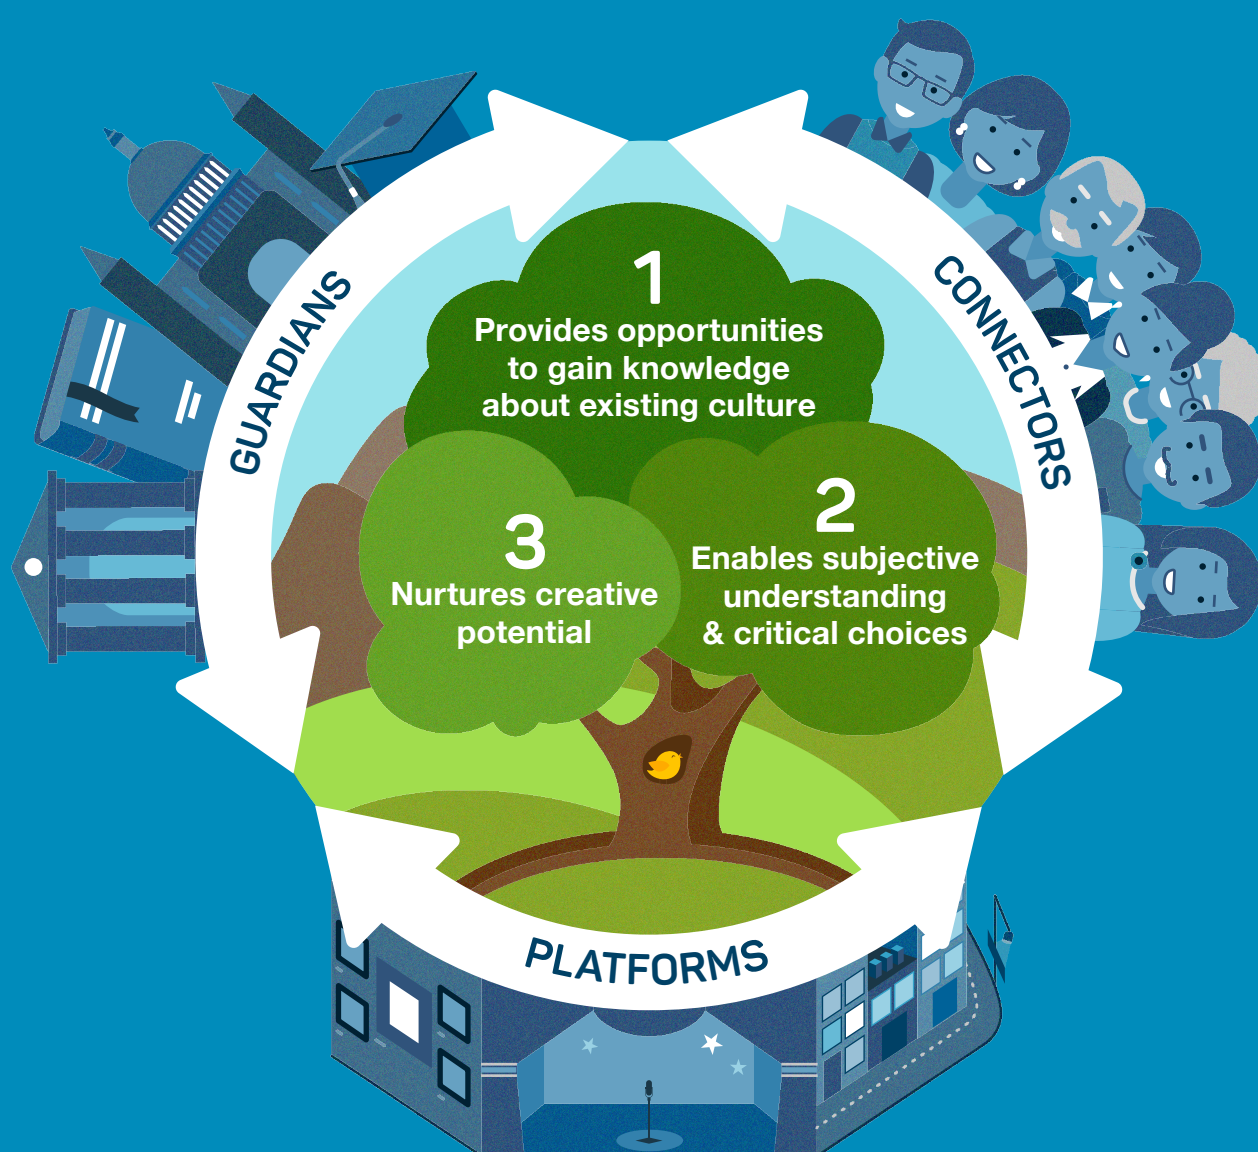 GUARDIANS
CONNECTORS
1
Provides opportunities
to gain knowledge
about existing culture
2
Enables subjective
understanding
& critical choices
3
Nurtures creative
potential
PLATFORMS